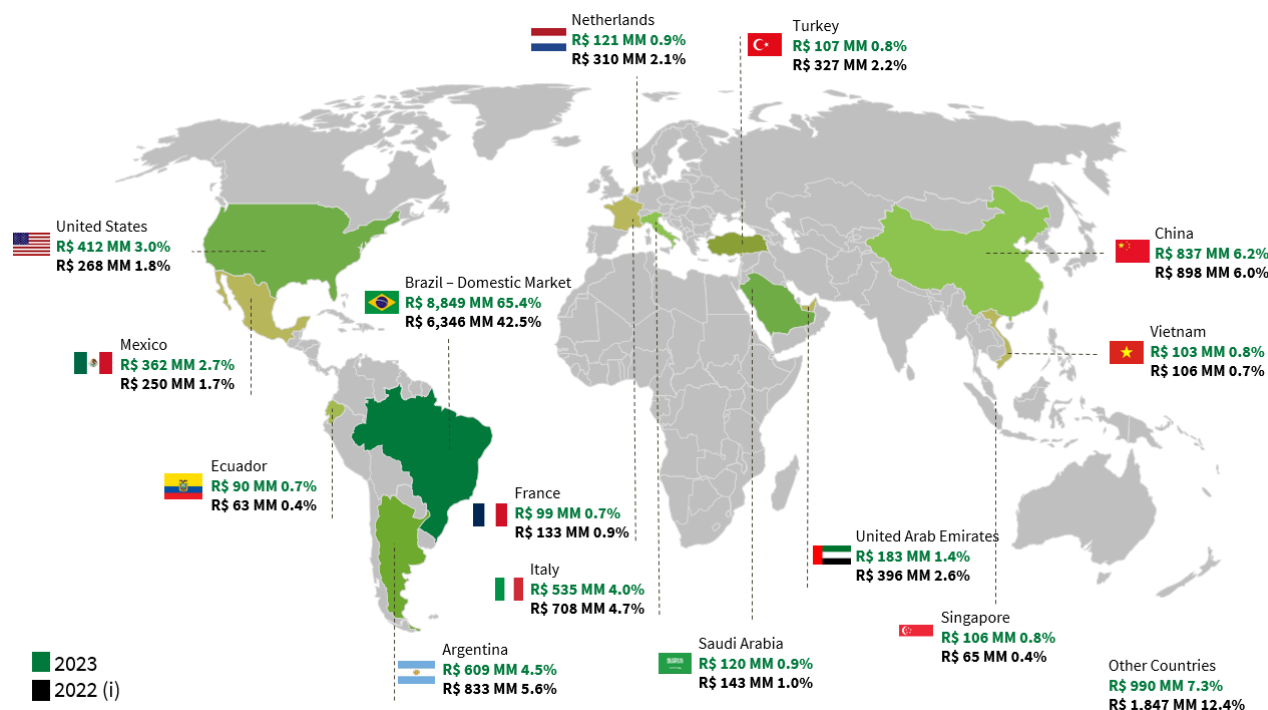 Netherlands
R$ 121 MM 0.9%
R$ 310 MM 2.1%
Turkey
R$ 107 MM 0.8%
R$ 327 MM 2.2%
United States
R$ 412 MM 3.0%
R$ 268 MM 1.8%
China
R$ 837 MM 6.2%
R$ 898 MM 6.0%
Brazil – Domestic Market
R$ 8,849 MM 65.4%
R$ 6,346 MM 42.5%
Mexico
R$ 362 MM 2.7%
R$ 250 MM 1.7%
Vietnam
R$ 103 MM 0.8%
R$ 106 MM 0.7%
Ecuador
R$ 90 MM 0.7%
R$ 63 MM 0.4%
France
R$ 99 MM 0.7%
R$ 133 MM 0.9%
United Arab Emirates
R$ 183 MM 1.4%
R$ 396 MM 2.6%
Italy
R$ 535 MM 4.0%
R$ 708 MM 4.7%
Singapore
R$ 106 MM 0.8%
R$ 65 MM 0.4%
Saudi Arabia
R$ 120 MM 0.9%
R$ 143 MM 1.0%
Argentina
R$ 609 MM 4.5%
R$ 833 MM 5.6%
Other Countries
R$ 990 MM 7.3%
R$ 1,847 MM 12.4%
2023
2022 (i)